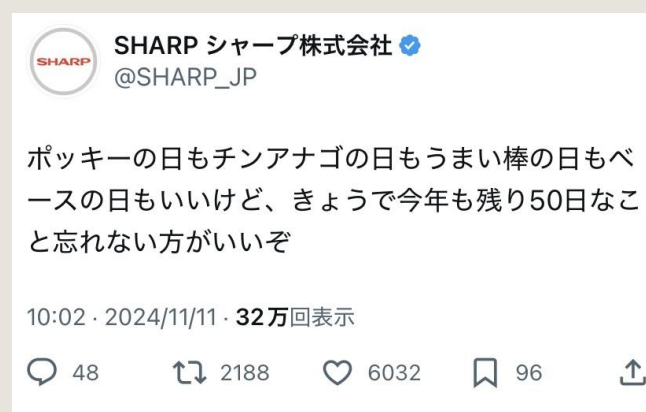 SHARP
SHARP シャープ株式会社
@SHARP_JP
ポッキーの日もチンアナゴの日もうまい棒の日もベ
ースの日もいいけど、きょうで今年も残り50日なこ
と忘れない方がいいぞ
10:02 · 2024/11/11 · 32万回表示
48 2188 6032 96